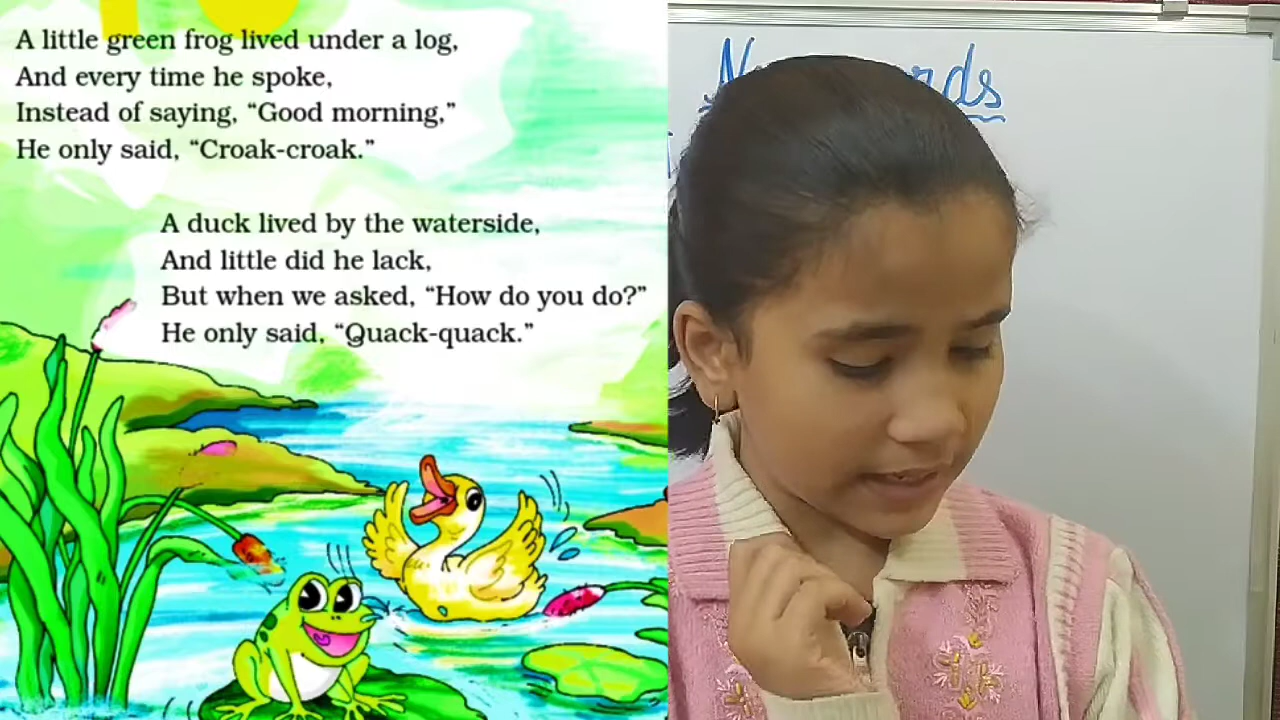 A little green frog lived under a log,
And every time he spoke,
Instead of saying, “Good morning,”
He only said, “Croak-croak.”
A duck lived by the waterside,
And little did he lack,
But when we asked, “How do you do?”
He only said, “Quack-quack.”